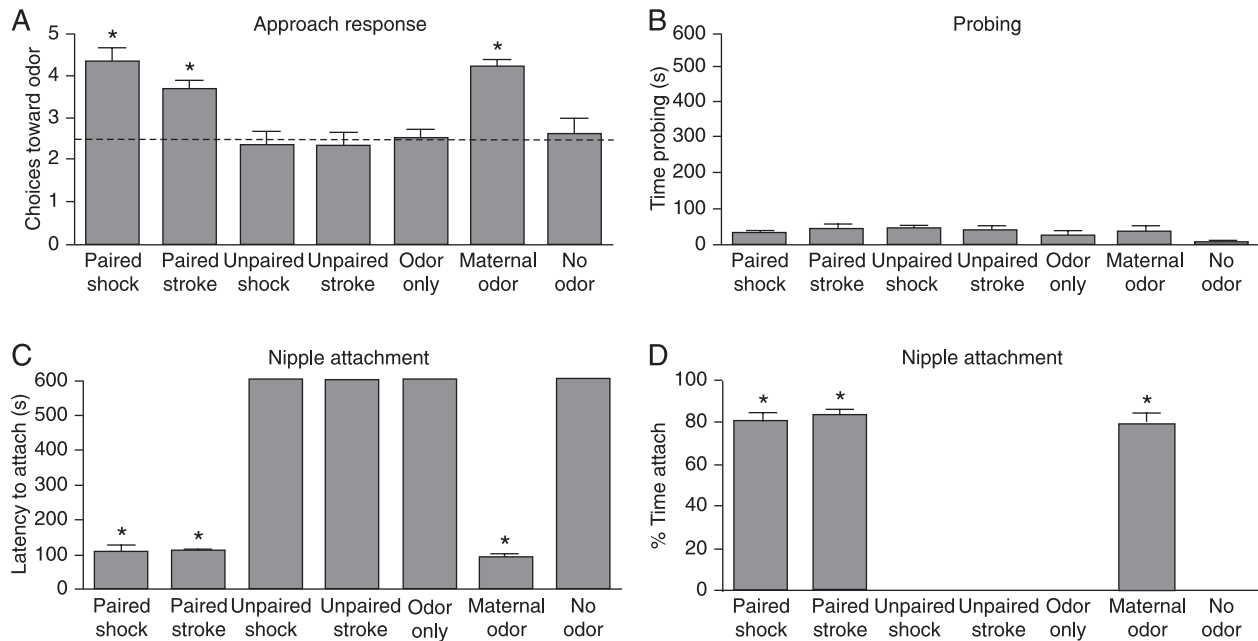 A
Approach response
*
*
*
5
4
3
2
1
0
Choices toward odor
Paired shock
Paired stroke
Unpaired shock
Unpaired stroke
Odor only
Maternal odor
No odor
B
Probing
600
500
400
300
200
100
0
Time probing (s)
Paired shock
Paired stroke
Unpaired shock
Unpaired stroke
Odor only
Maternal odor
No odor
C
Nipple attachment
600
500
400
300
200
100
0
Latency to attach (s)
*
*
*
Paired shock
Paired stroke
Unpaired shock
Unpaired stroke
Odor only
Maternal odor
No odor
D
Nipple attachment
100
80
60
40
20
0
% Time attach
*
*
*
Paired shock
Paired stroke
Unpaired shock
Unpaired stroke
Odor only
Maternal odor
No odor